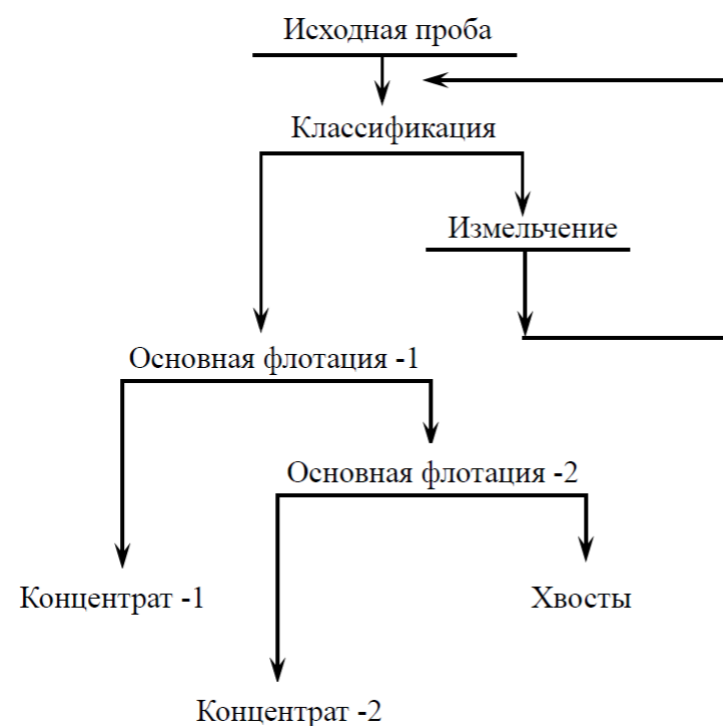 Исходная проба
Классификация
Измельчение
Основная флотация -1
Основная флотация -2
Концентрат -1
Хвосты
Концентрат -2